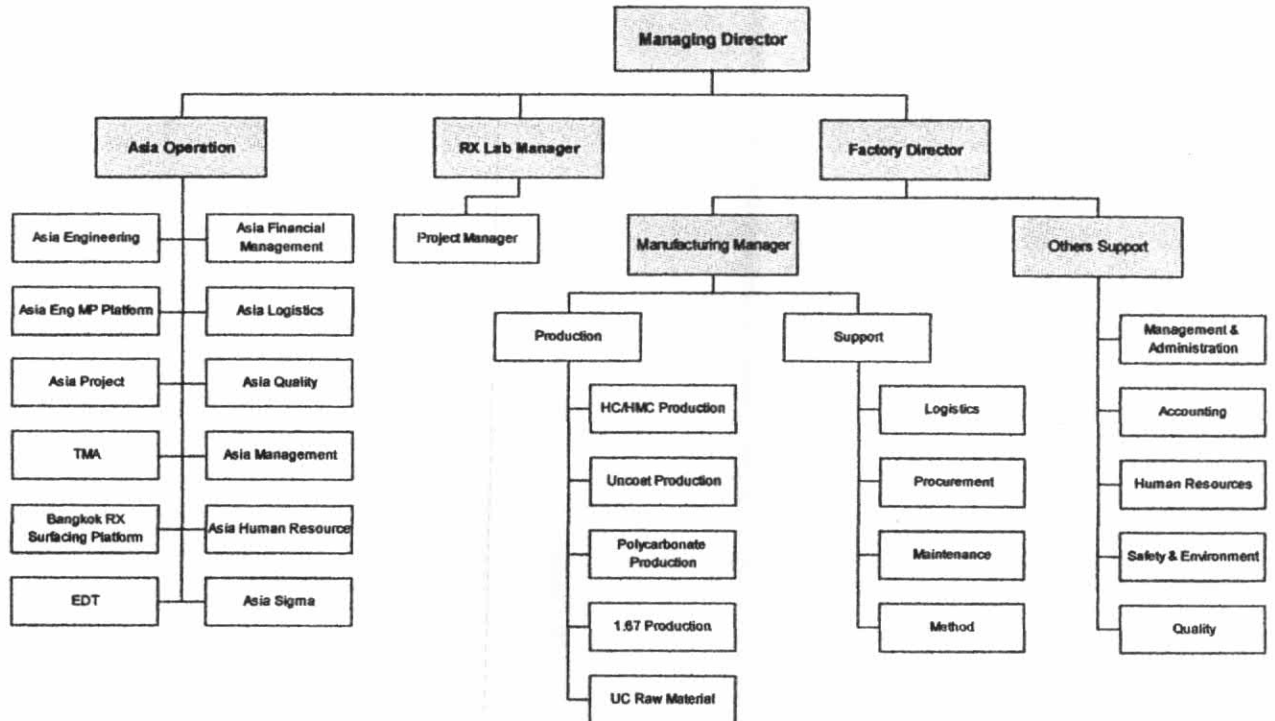 Managing Director
Asia Operation
RX Lab Manager
Factory Director
Asia Engineering
Asia Financial
Management
Project Manager
Manufacturing Manager
Others Support
Asia Eng MP Platform
Asia Logistics
Production
Support
Management &
Administration
Asia Project
Asia Quality
HC/HMC Production
Logistics
Accounting
TMA
Asia Management
Uncoat Production
Procurement
Human Resources
Bangkok RX
Surfacing Platform
Asia Human Resource
Polycarbonate
Production
Maintenance
Safety & Environment
EDT
Asia Sigma
1.67 Production
Method
Quality
UC Raw Material